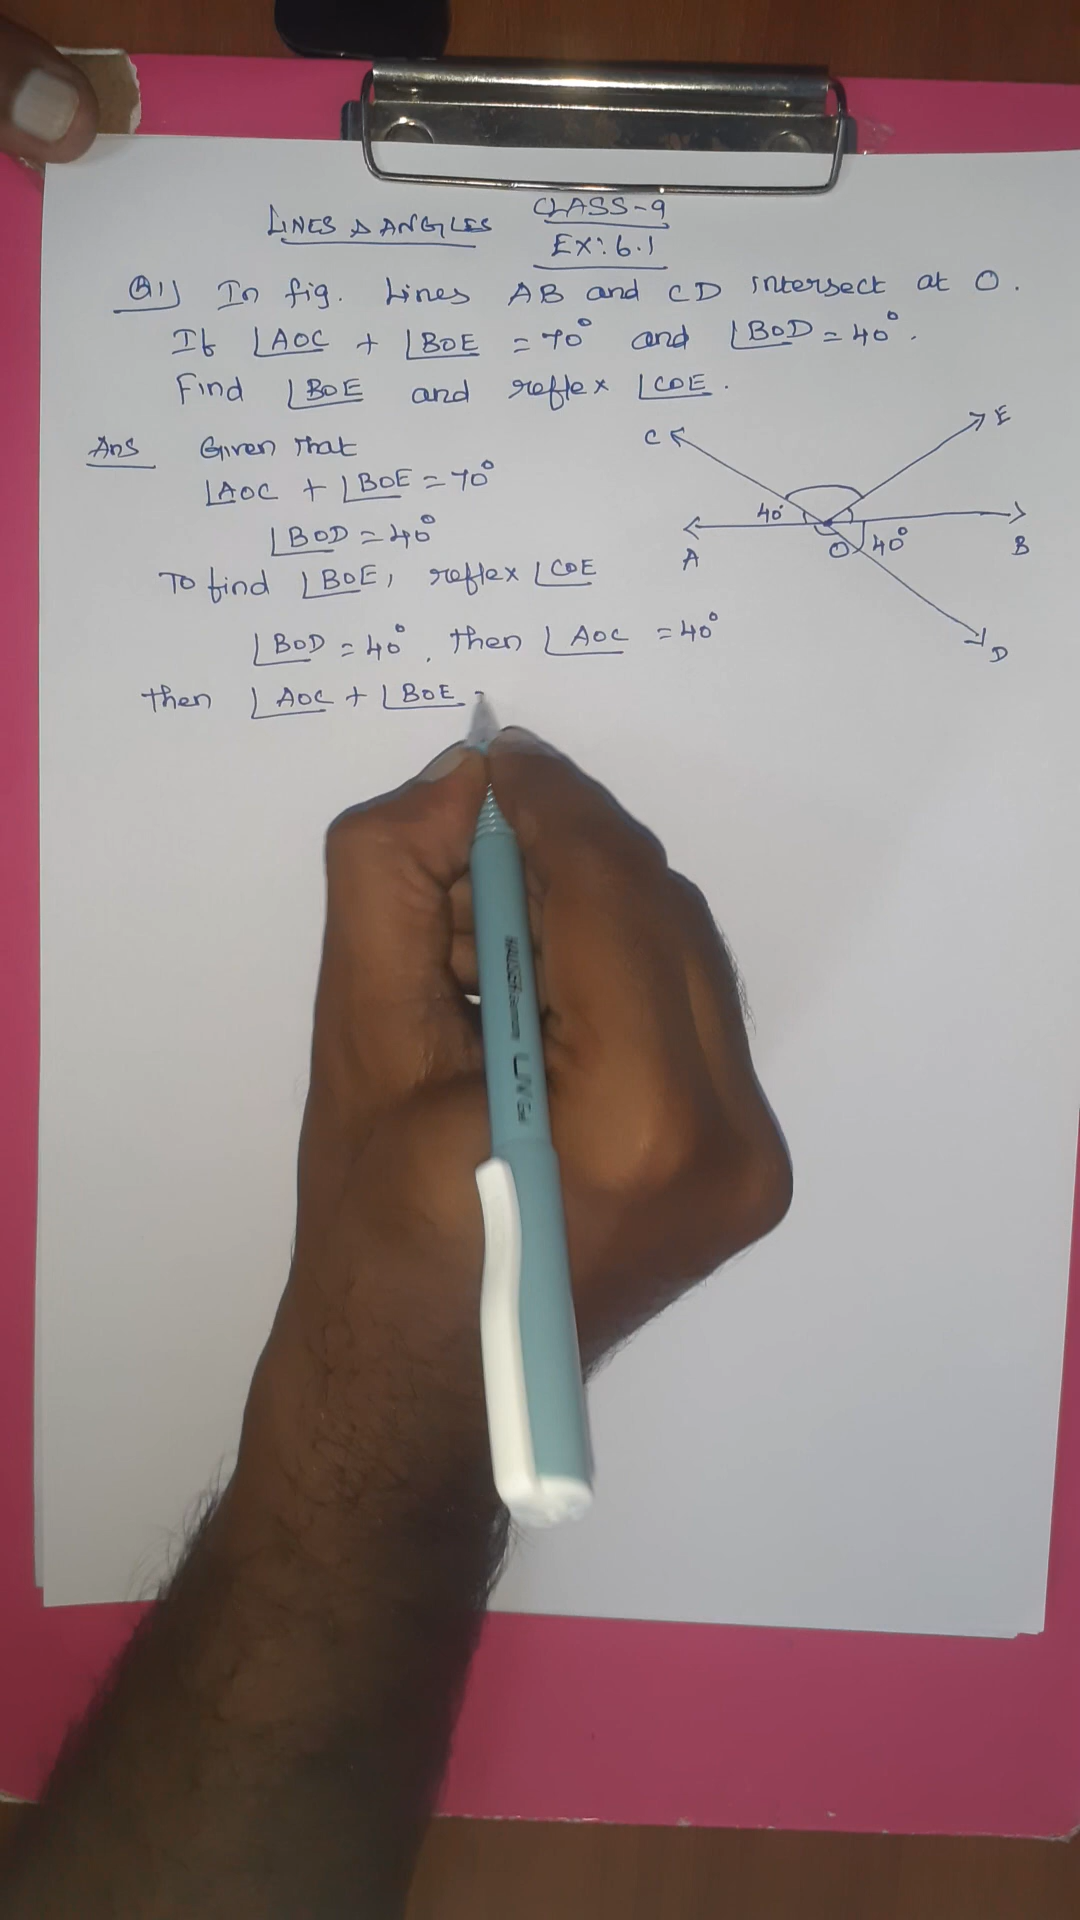 LINES & ANGLES CLASS-9
EX: 6.1
Q1) In fig. Lines AB and CD intersect at O.
If ∠AOC + ∠BOE = 70° and ∠BOD = 40°.
Find ∠BOE and reflex ∠COE.
Ans Given that
∠AOC + ∠BOE = 70°
∠BOD = 40°
To find ∠BOE, reflex ∠COE
∠BOD = 40°, then ∠AOC = 40°
then ∠AOC + ∠BOE =
C E
40°
A O 40° B
D